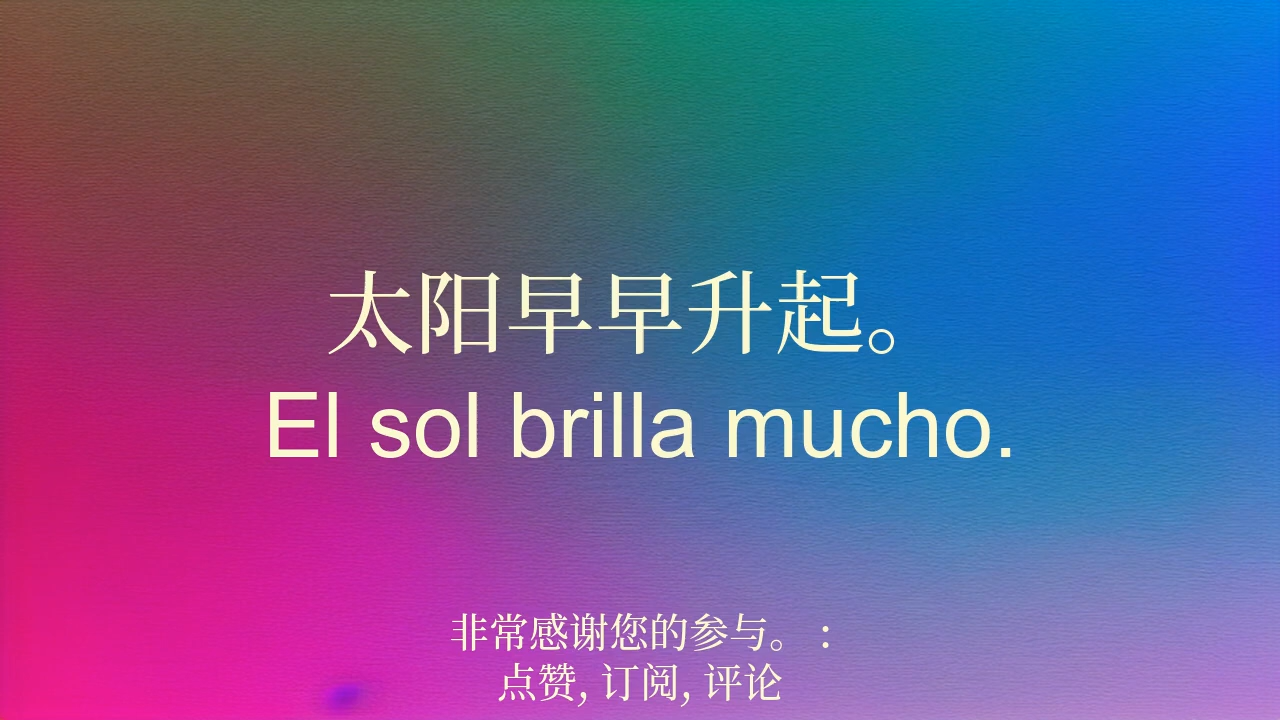 太阳早早升起。
El sol brilla mucho.
非常感谢您的参与。:
点赞, 订阅, 评论